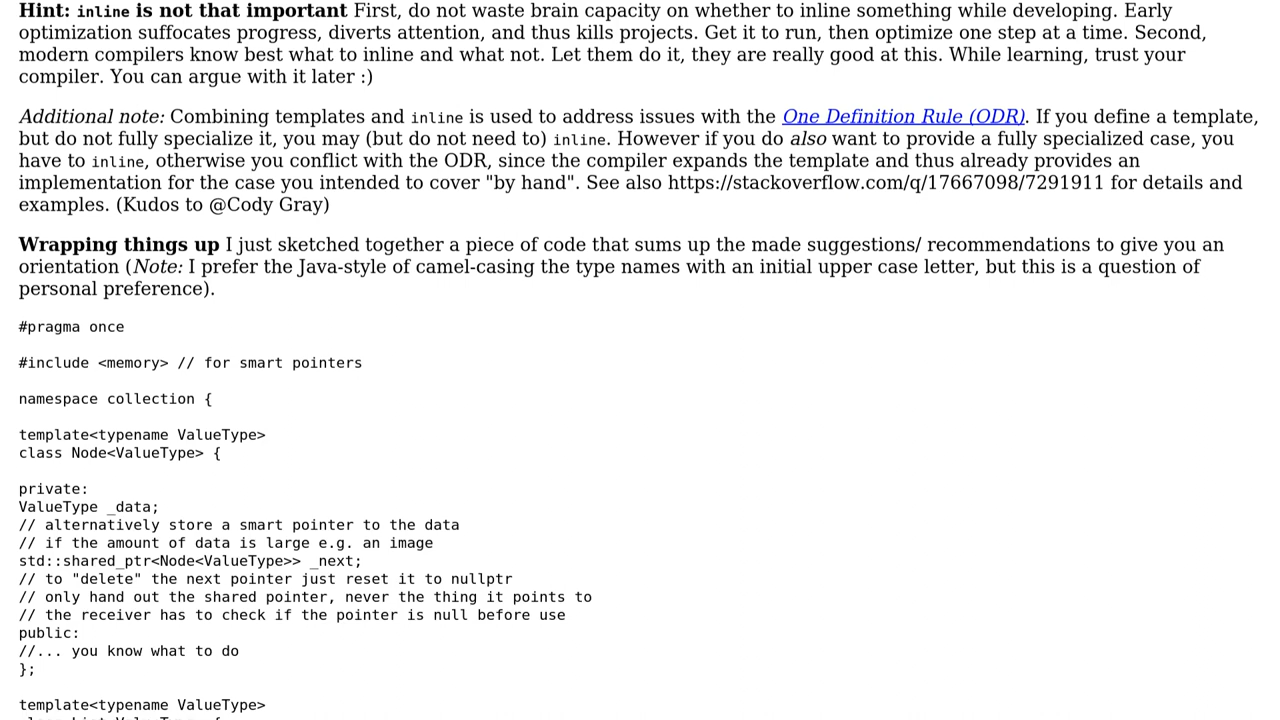 Hint: inline is not that important First, do not waste brain capacity on whether to inline something while developing. Early
optimization suffocates progress, diverts attention, and thus kills projects. Get it to run, then optimize one step at a time. Second,
modern compilers know best what to inline and what not. Let them do it, they are really good at this. While learning, trust your
compiler. You can argue with it later :)
Additional note: Combining templates and inline is used to address issues with the One Definition Rule (ODR). If you define a template,
but do not fully specialize it, you may (but do not need to) inline. However if you do also want to provide a fully specialized case, you
have to inline, otherwise you conflict with the ODR, since the compiler expands the template and thus already provides an
implementation for the case you intended to cover "by hand". See also https://stackoverflow.com/q/17667098/7291911 for details and
examples. (Kudos to @Cody Gray)
Wrapping things up I just sketched together a piece of code that sums up the made suggestions/ recommendations to give you an
orientation (Note: I prefer the Java-style of camel-casing the type names with an initial upper case letter, but this is a question of
personal preference).
#pragma once
#include <memory> // for smart pointers
namespace collection {
template<typename ValueType>
class Node<ValueType> {
private:
ValueType _data;
// alternatively store a smart pointer to the data
// if the amount of data is large e.g. an image
std::shared_ptr<Node<ValueType>> _next;
// to "delete" the next pointer just reset it to nullptr
// only hand out the shared pointer, never the thing it points to
// the receiver has to check if the pointer is null before use
public:
//... you know what to do
};
template<typename ValueType>